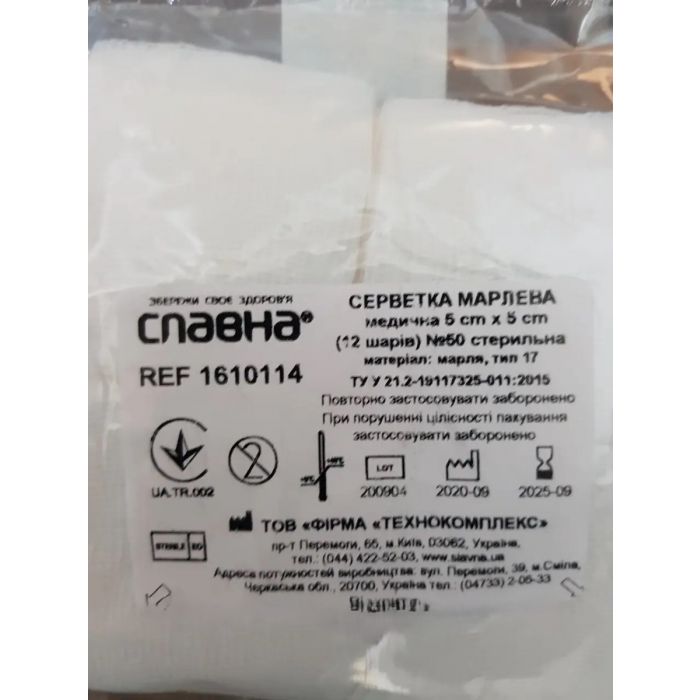 ЗБЕРЕЖИ СВОЄ ЗДОРОВ'Я
СЛАВНА®
REF 1610114
СЕРВЕТКА МАРЛЕВА
медична 5 cm x 5 cm
(12 шарів) №50 стерильна
матеріал: марля, тип 17
ТУ У 21.2-19117325-011:2015
Повторно застосовувати заборонено
При порушенні цілісності пакування
застосовувати заборонено
UA.TR.002
2
LOT
200904
2020-09
2025-09
STERILE EO
ТОВ «ФІРМА «ТЕХНОКОМПЛЕКС»
пр-т Перемоги, 65, м.Київ, 03062, Україна,
тел.: (044) 422-52-03, www.slavna.ua
Адреса потужностей виробництва: вул. Перемоги, 39, м.Сміла,
Черкаська обл., 20700, Україна тел.: (04733) 2-06-33